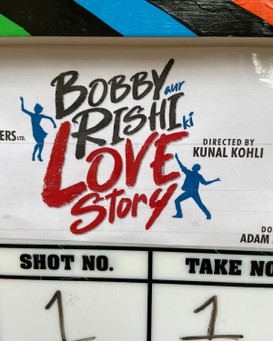 BOBBY aur
RISHI ki
LOVE
Story
ERS LTD.
DIRECTED BY
KUNAL KOHLI
ADAM
SHOT NO.
TAKE NO
1
1